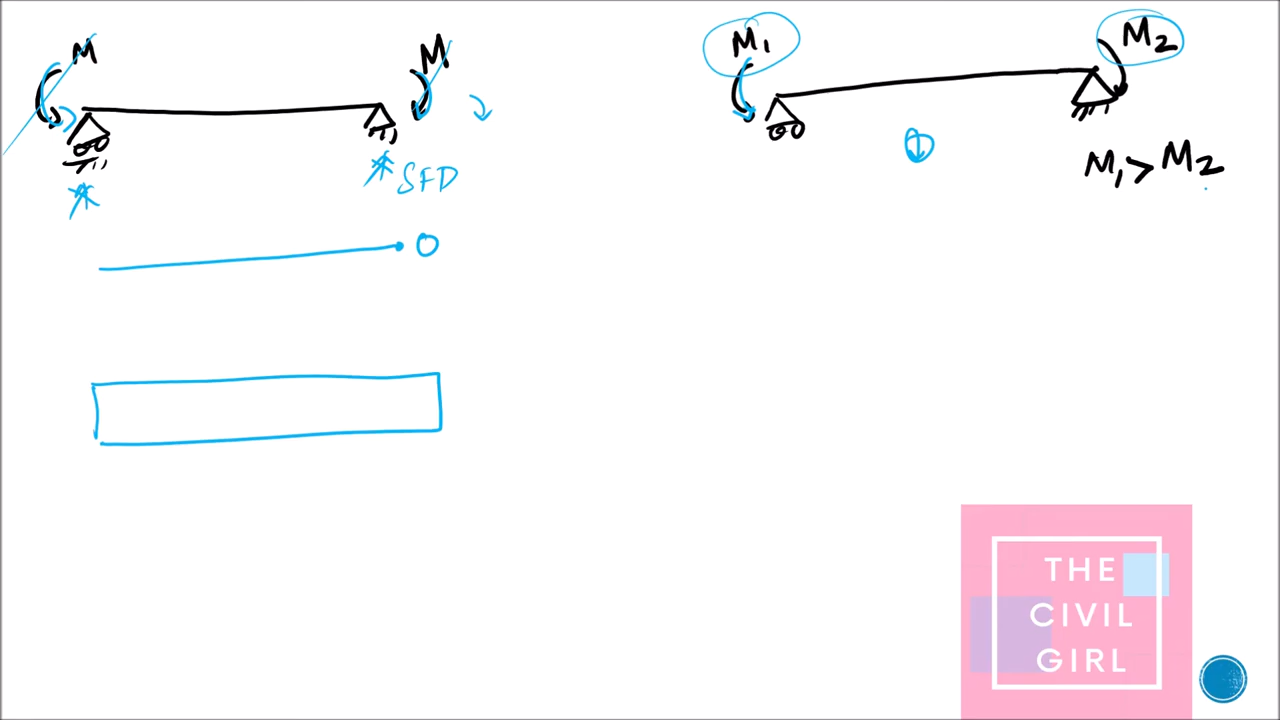 M
M
SFD
0
M₁
M₂
M₁ > M₂
THE
CIVIL
GIRL